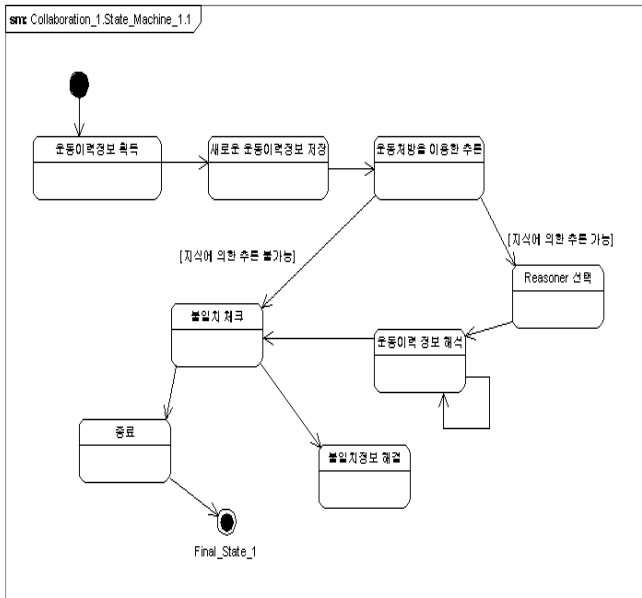 sm: Collaboration_1.State_Machine_1.1
운동이력정보 획득
새로운 운동이력정보 저장
운동처방을 이용한 추론
[지식에 의한 추론 불가능]
[지식에 의한 추론 가능]
Reasoner 선택
불일치 체크
운동이력 정보 해석
종료
불일치정보 해결
Final_State_1